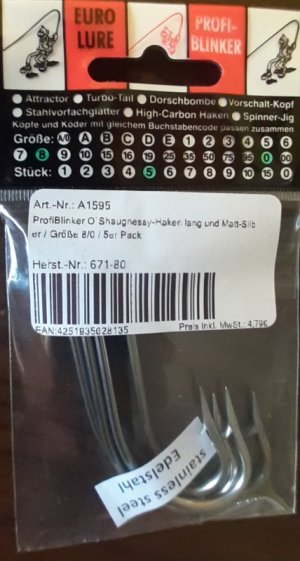 EURO LURE
PROFI-BLINKER
Attractor Turbo-Tail Dorschbombe Vorschalt-Kopf
Stahlvorfachglätter High-Carbon Haken Spinner-Jig
Köpfe und Köder mit gleichem Buchstabencode passen zusammen
Größe: A/0 A B C D E 1 2 3 4 5 6
7 8 9 10 15 16 19 25 35 50 75 95 0 00
Stück: 1 2 3 4 5 6 10 15 0
Art.-Nr.: A1595
ProfiBlinker O`Shaugnessy-Haken lang und Matt-Silb
er / Größe 8/0 / 5er Pack
Herst.-Nr.: 671-80
EAN:4251835628135
Preis inkl. MwSt.: 4,79€
stainless steel
Edelstahl